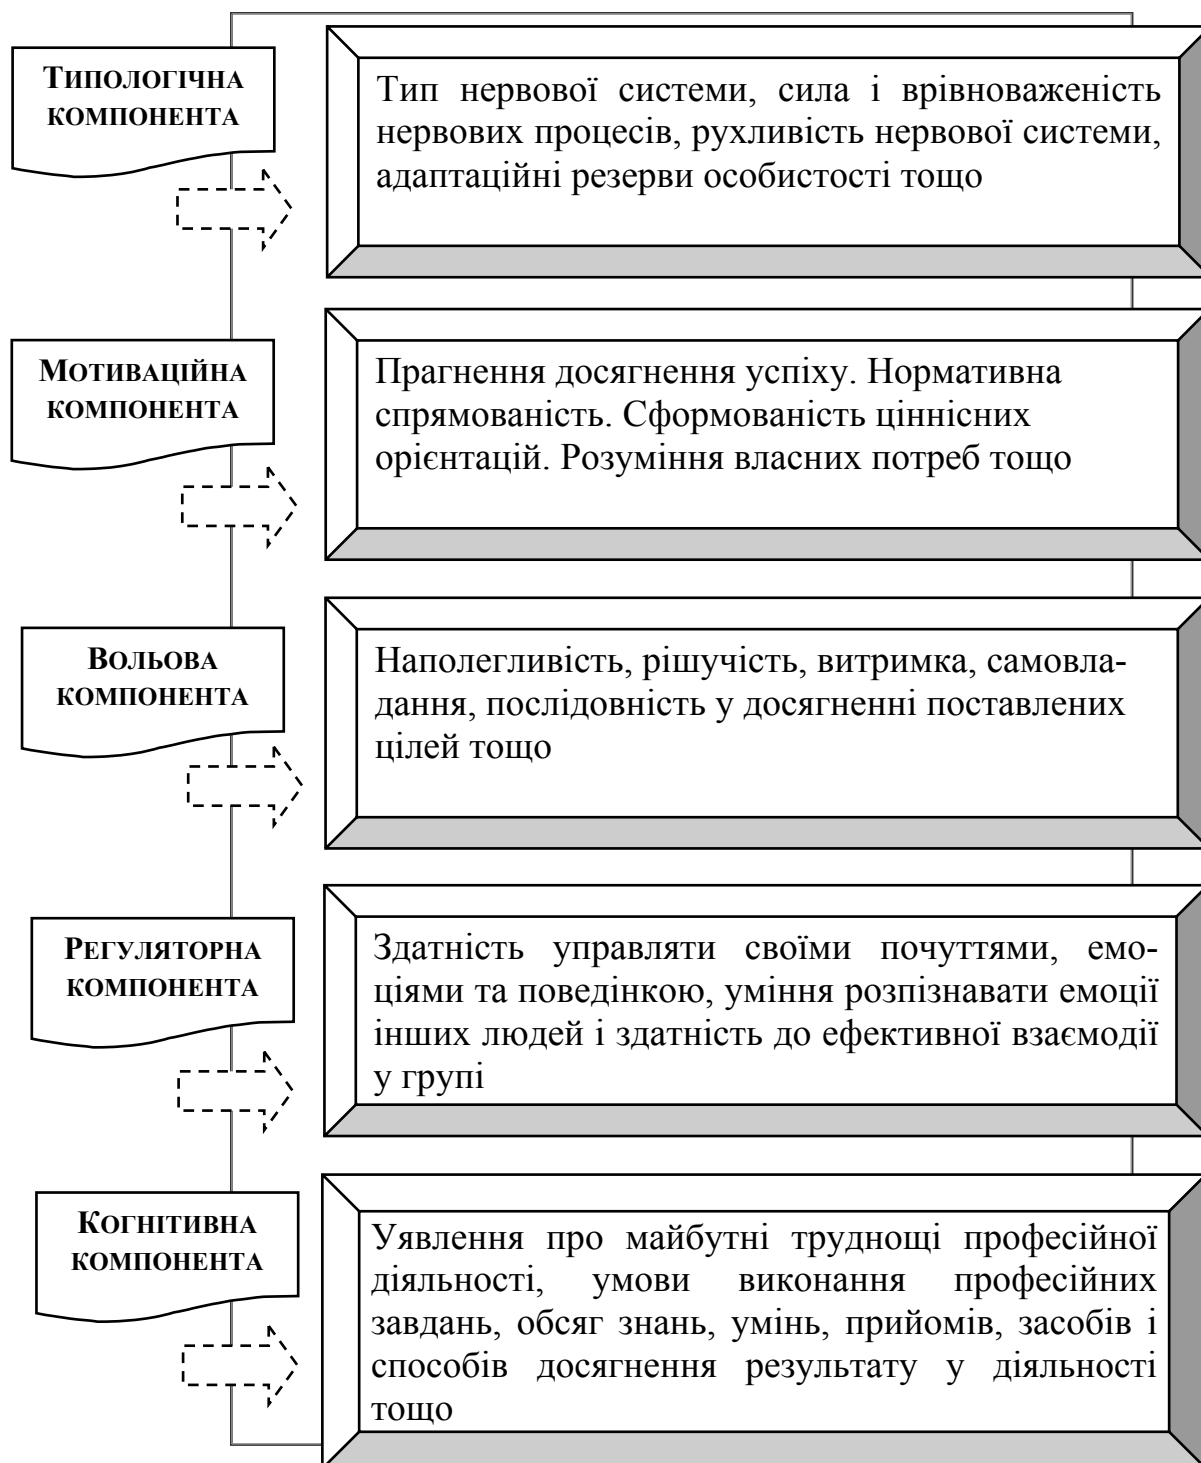 ТИПОЛОГІЧНА
КОМПОНЕНТА
Тип нервової системи, сила і врівноваженість
нервових процесів, рухливість нервової системи,
адаптаційні резерви особистості тощо
МОТИВАЦІЙНА
КОМПОНЕНТА
Прагнення досягнення успіху. Нормативна
спрямованість. Сформованість ціннісних
орієнтацій. Розуміння власних потреб тощо
ВОЛЬОВА
КОМПОНЕНТА
Наполегливість, рішучість, витримка, самовла-
дання, послідовність у досягненні поставлених
цілей тощо
РЕГУЛЯТОРНА
КОМПОНЕНТА
Здатність управляти своїми почуттями, емо-
ціями та поведінкою, уміння розпізнавати емоції
інших людей і здатність до ефективної взаємодії
у групі
КОГНІТИВНА
КОМПОНЕНТА
Уявлення про майбутні труднощі професійної
діяльності, умови виконання професійних
завдань, обсяг знань, умінь, прийомів, засобів і
способів досягнення результату у діяльності
тощо